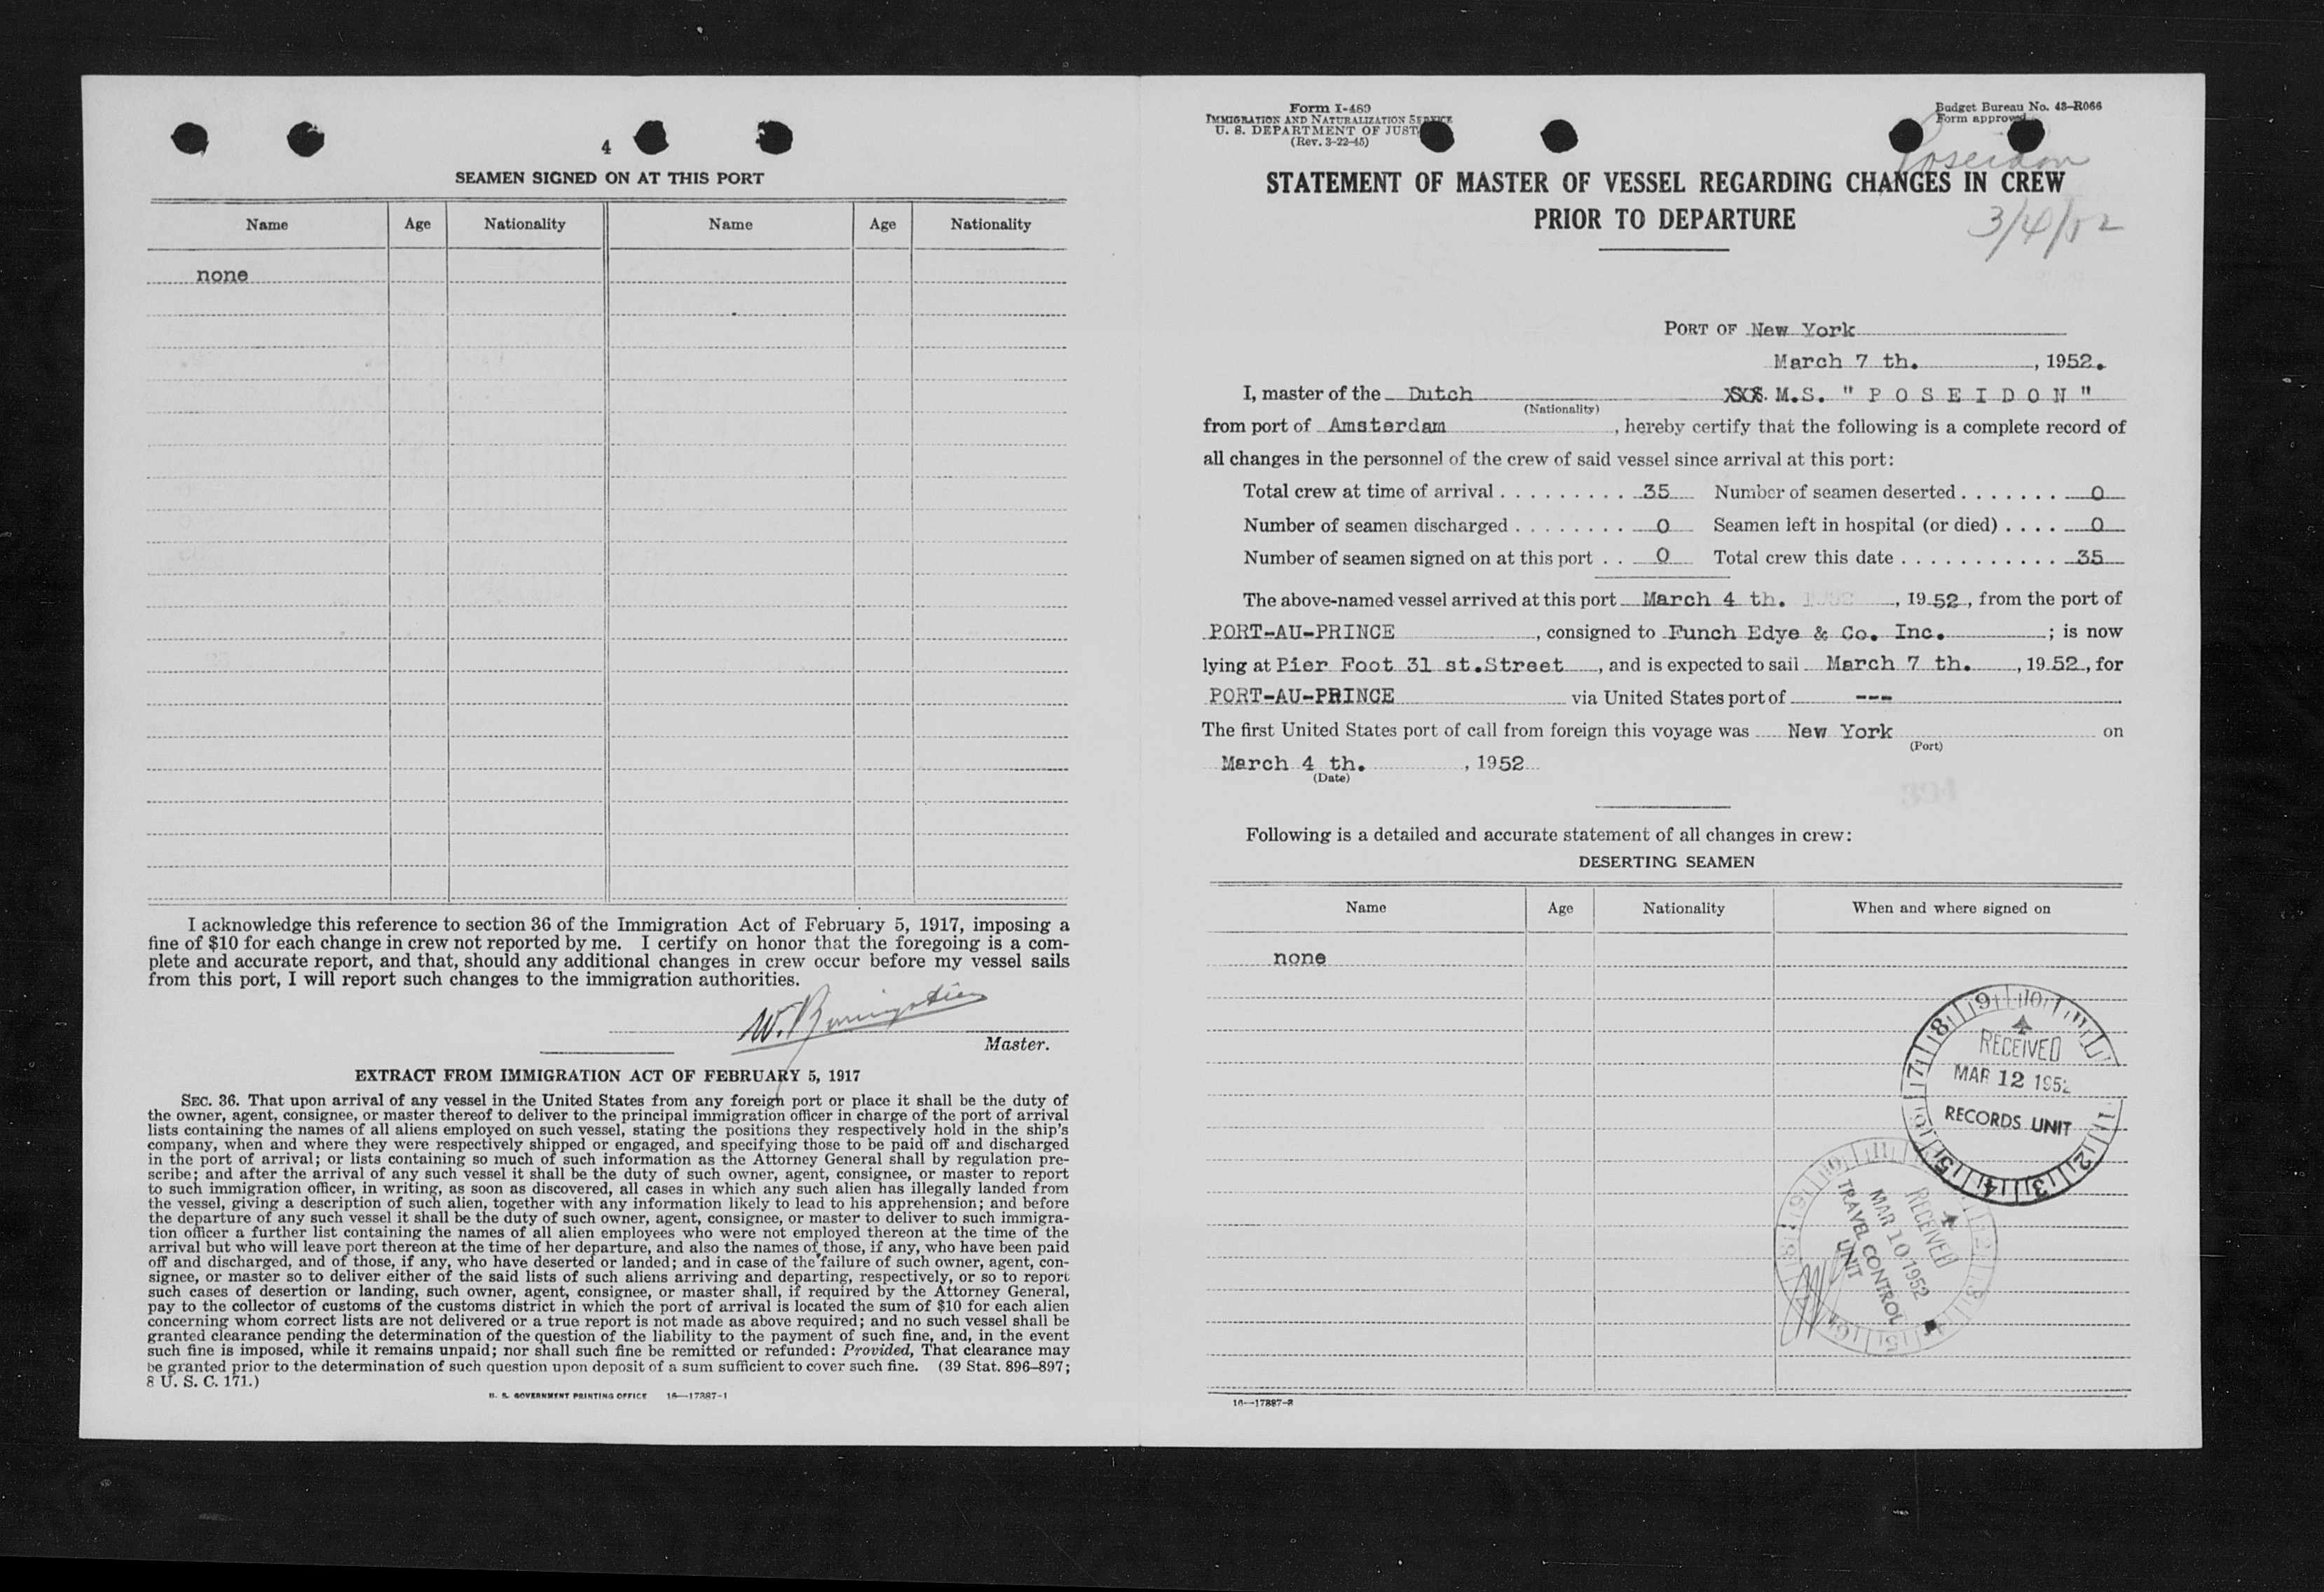 4
SEAMEN SIGNED ON AT THIS PORT
Name Age Nationality Name Age Nationality
none
I acknowledge this reference to section 36 of the Immigration Act of February 5, 1917, imposing a
fine of $10 for each change in crew not reported by me. I certify on honor that the foregoing is a com-
plete and accurate report, and that, should any additional changes in crew occur before my vessel sails
from this port, I will report such changes to the immigration authorities.
W.
Master.
EXTRACT FROM IMMIGRATION ACT OF FEBRUARY 5, 1917
SEC. 36. That upon arrival of any vessel in the United States from any foreign port or place it shall be the duty of
the owner, agent, consignee, or master thereof to deliver to the principal immigration officer in charge of the port of arrival
lists containing the names of all aliens employed on such vessel, stating the positions they respectively hold in the ship's
company, when and where they were respectively shipped or engaged, and specifying those to be paid off and discharged
in the port of arrival; or lists containing so much of such information as the Attorney General shall by regulation pre-
scribe; and after the arrival of any such vessel it shall be the duty of such owner, agent, consignee, or master to report
to such immigration officer, in writing, as soon as discovered, all cases in which any such alien has illegally landed from
the vessel, giving a description of such alien, together with any information likely to lead to his apprehension; and before
the departure of any such vessel it shall be the duty of such owner, agent, consignee, or master to deliver to such immigra-
tion officer a further list containing the names of all alien employees who were not employed thereon at the time of the
arrival but who will leave port thereon at the time of her departure, and also the names of those, if any, who have been paid
off and discharged, and of those, if any, who have deserted or landed; and in case of the failure of such owner, agent, con-
signee, or master so to deliver either of the said lists of such aliens arriving and departing, respectively, or so to report
such cases of desertion or landing, such owner, agent, consignee, or master shall, if required by the Attorney General,
pay to the collector of customs of the customs district in which the port of arrival is located the sum of $10 for each alien
concerning whom correct lists are not delivered or a true report is not made as above required; and no such vessel shall be
granted clearance pending the determination of the question of the liability to the payment of such fine, and, in the event
such fine is imposed, while it remains unpaid; nor shall such fine be remitted or refunded: Provided, That clearance may
be granted prior to the determination of such question upon deposit of a sum sufficient to cover such fine. (39 Stat. 896-897;
8 U. S. C. 171.)
U. S. GOVERNMENT PRINTING OFFICE 16—17887-1
Form I-489
IMMIGRATION AND NATURALIZATION SERVICE
U. S. DEPARTMENT OF JUST
(Rev. 3-22-45)
Budget Bureau No. 43-R066
Form approved
Poseidon
STATEMENT OF MASTER OF VESSEL REGARDING CHANGES IN CREW
PRIOR TO DEPARTURE
3/4/52
PORT OF New York
March 7 th. , 1952.
I, master of the Dutch M.S. " P O S E I D O N "
(Nationality)
from port of Amsterdam , hereby certify that the following is a complete record of
all changes in the personnel of the crew of said vessel since arrival at this port:
Total crew at time of arrival . . . . . . . . . 35 Number of seamen deserted . . . . . . . 0
Number of seamen discharged . . . . . . . . 0 Seamen left in hospital (or died) . . . . 0
Number of seamen signed on at this port . . 0 Total crew this date . . . . . . . . . . . . 35
The above-named vessel arrived at this port March 4 th. , 1952, from the port of
PORT-AU-PRINCE , consigned to Funch Edye & Co. Inc. ; is now
lying at Pier Foot 31 st.Street , and is expected to sail March 7 th. , 1952, for
PORT-AU-PRINCE via United States port of ---
The first United States port of call from foreign this voyage was New York on
(Port)
March 4 th. , 1952
(Date)
Following is a detailed and accurate statement of all changes in crew:
DESERTING SEAMEN
Name Age Nationality When and where signed on
none
RECEIVED
MAR 12 1952
RECORDS UNIT
RECEIVED
MAR 10 1952
TRAVEL CONTROL
UNIT
16—17887-3